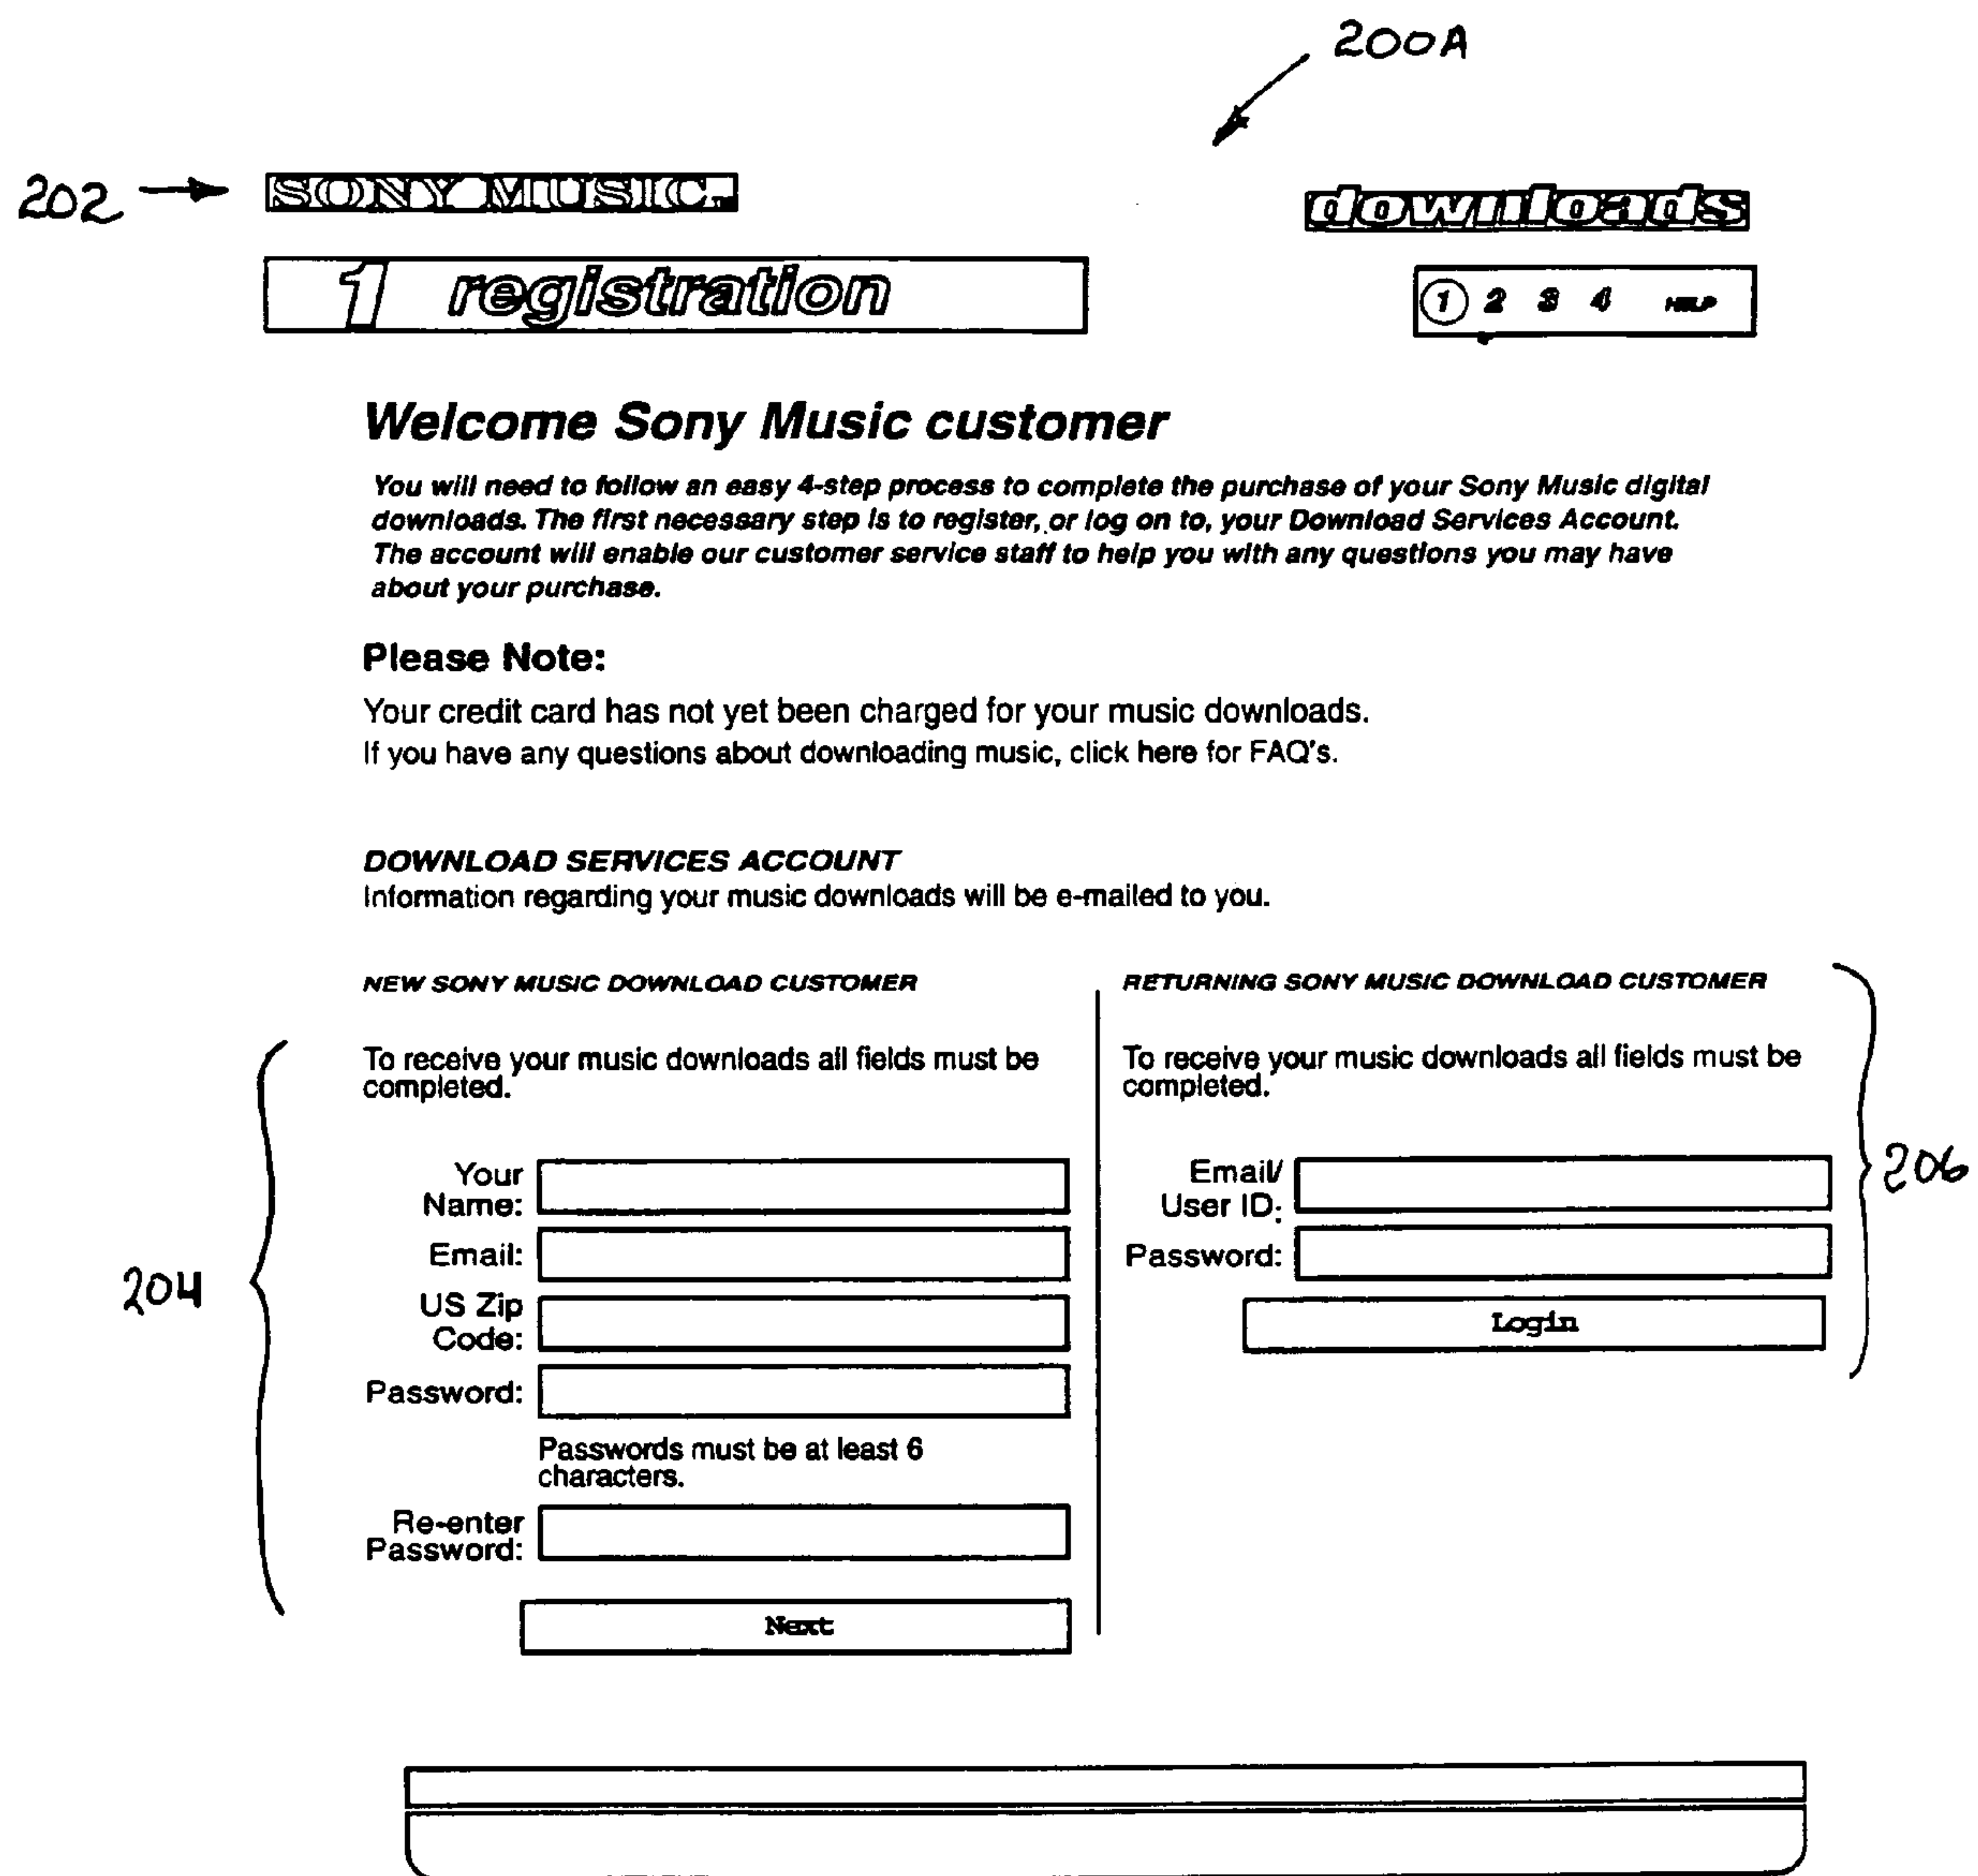 200A
202
SONY MUSIC
downloads
1 registration
1 2 3 4 HELP
Welcome Sony Music customer
You will need to follow an easy 4-step process to complete the purchase of your Sony Music digital
downloads. The first necessary step is to register, or log on to, your Download Services Account.
The account will enable our customer service staff to help you with any questions you may have
about your purchase.
Please Note:
Your credit card has not yet been charged for your music downloads.
If you have any questions about downloading music, click here for FAQ's.
DOWNLOAD SERVICES ACCOUNT
Information regarding your music downloads will be e-mailed to you.
NEW SONY MUSIC DOWNLOAD CUSTOMER
To receive your music downloads all fields must be
completed.
204
Your
Name:
Email:
US Zip
Code:
Password:
Passwords must be at least 6
characters.
Re-enter
Password:
Next
RETURNING SONY MUSIC DOWNLOAD CUSTOMER
To receive your music downloads all fields must be
completed.
206
Email/
User ID:
Password:
Login